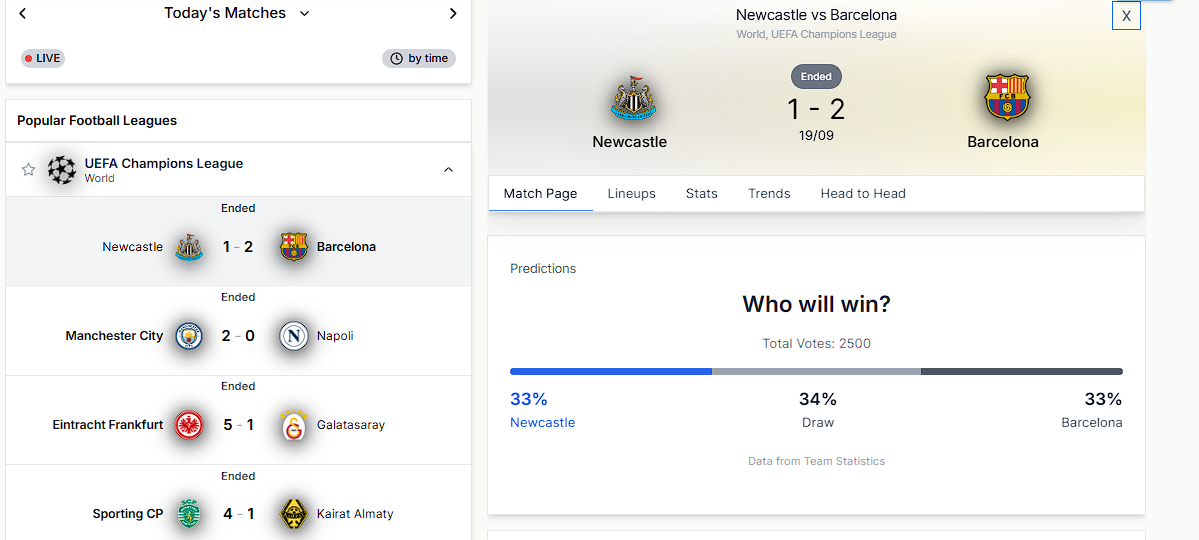 Today's Matches
LIVE
by time
Popular Football Leagues
UEFA Champions League
World
Ended
Newcastle 1 - 2 Barcelona
Ended
Manchester City 2 - 0 Napoli
Ended
Eintracht Frankfurt 5 - 1 Galatasaray
Ended
Sporting CP 4 - 1 Kairat Almaty
Newcastle vs Barcelona
World, UEFA Champions League
X
Ended
1 - 2
19/09
Newcastle
Barcelona
Match Page Lineups Stats Trends Head to Head
Predictions
Who will win?
Total Votes: 2500
33% 34% 33%
Newcastle Draw Barcelona
Data from Team Statistics